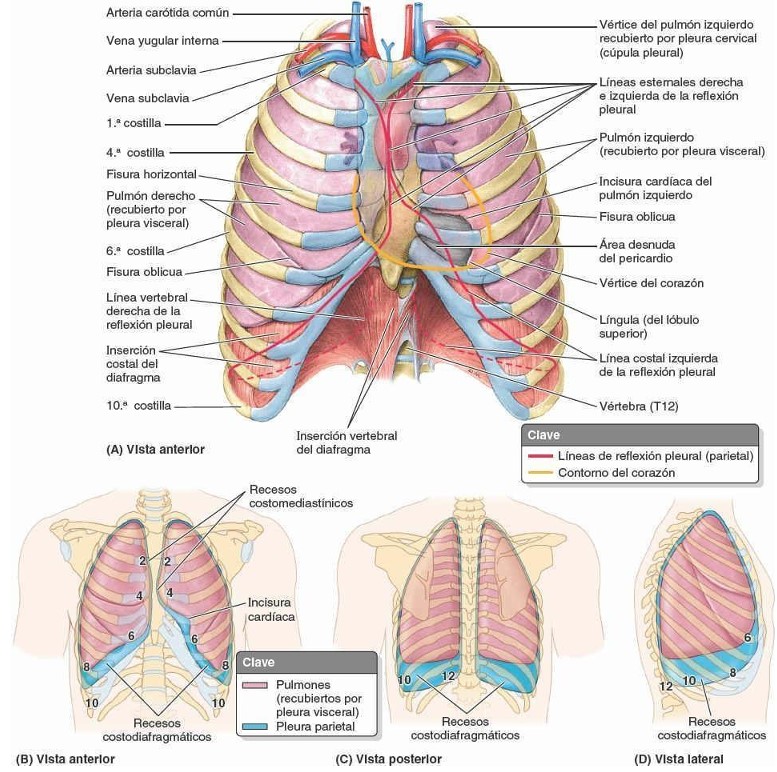 Arteria carótida común
Vena yugular interna
Arteria subclavia
Vena subclavia
1.ª costilla
4.ª costilla
Fisura horizontal
Pulmón derecho
(recubierto por
pleura visceral)
6.ª costilla
Fisura oblicua
Línea vertebral
derecha de la
reflexión pleural
Inserción
costal del
diafragma
10.ª costilla
(A) Vista anterior
Inserción vertebral
del diafragma
Vértice del pulmón izquierdo
recubierto por pleura cervical
(cúpula pleural)
Líneas esternales derecha
e izquierda de la reflexión
pleural
Pulmón izquierdo
(recubierto por pleura visceral)
Incisura cardíaca del
pulmón izquierdo
Fisura oblicua
Área desnuda
del pericardio
Vértice del corazón
Língula (del lóbulo
superior)
Línea costal izquierda
de la reflexión pleural
Vértebra (T12)
Clave
Líneas de reflexión pleural (parietal)
Contorno del corazón
Recesos
costomediastínicos
2 2
4 4
6 6
8 8
10 10
Incisura
cardíaca
Recesos
costodiafragmáticos
(B) Vista anterior
Clave
Pulmones
(recubiertos por
pleura visceral)
Pleura parietal
10 12
Recesos
costodiafragmáticos
(C) Vista posterior
6
8
10
12
Recesos
costodiafragmáticos
(D) Vista lateral